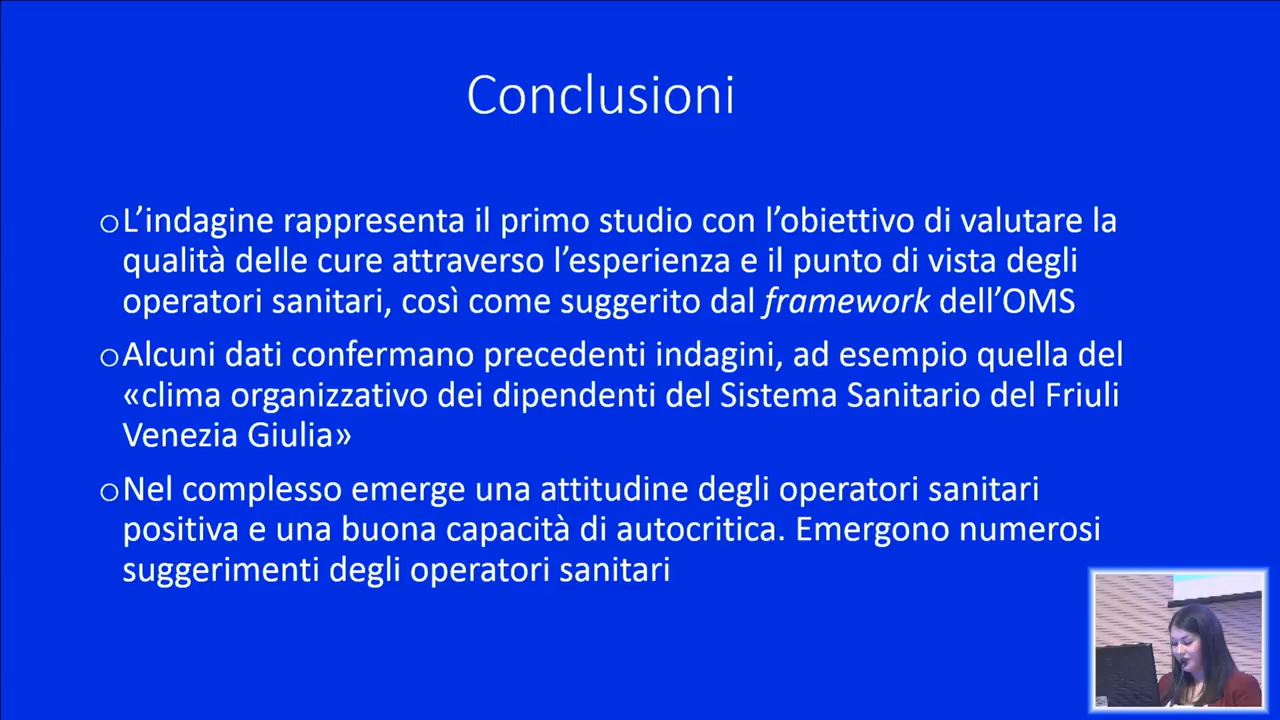 Conclusioni
oL’indagine rappresenta il primo studio con l’obiettivo di valutare la
qualità delle cure attraverso l’esperienza e il punto di vista degli
operatori sanitari, così come suggerito dal framework dell’OMS
oAlcuni dati confermano precedenti indagini, ad esempio quella del
«clima organizzativo dei dipendenti del Sistema Sanitario del Friuli
Venezia Giulia»
oNel complesso emerge una attitudine degli operatori sanitari
positiva e una buona capacità di autocritica. Emergono numerosi
suggerimenti degli operatori sanitari